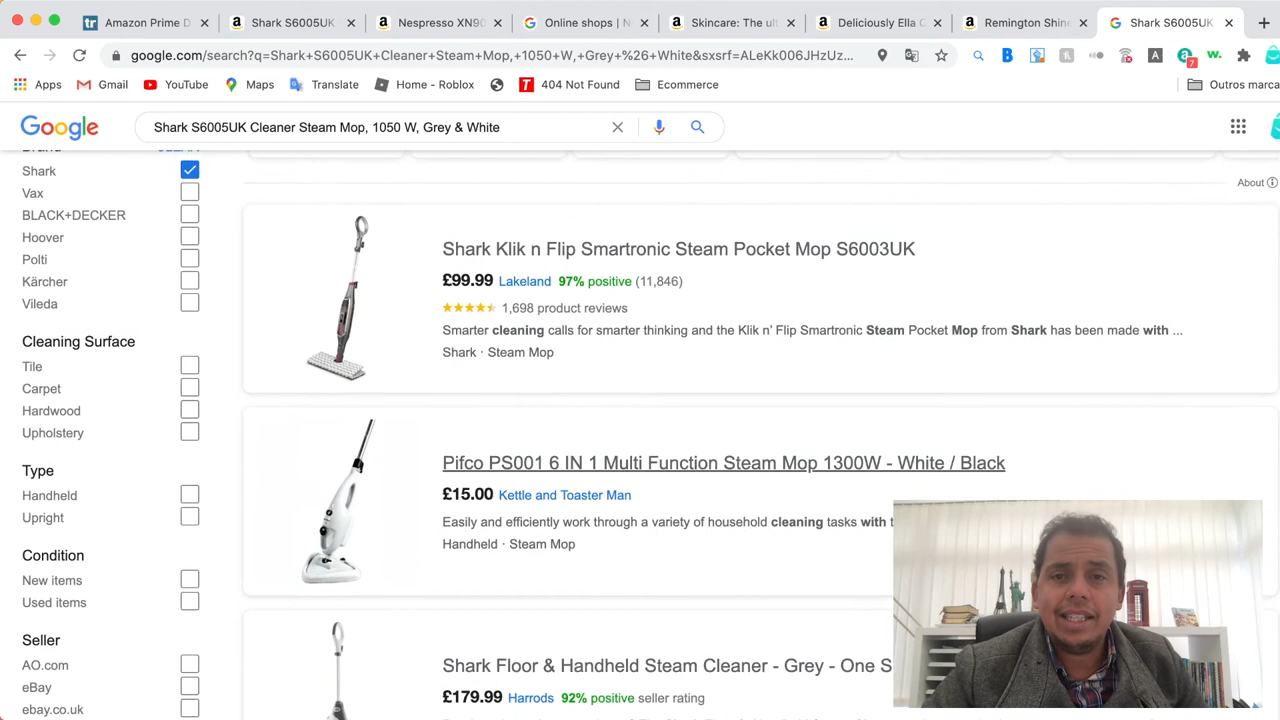 Amazon Prime D
Shark S6005UK
Nespresso XN90
Online shops | N
Skincare: The ult
Deliciously Ella C
Remington Shine
Shark S6005UK
google.com/search?q=Shark+S6005UK+Cleaner+Steam+Mop,+1050+W,+Grey+%26+White&sxsrf=ALeKk006JHzUz...
Apps
Gmail
YouTube
Maps
Translate
Home - Roblox
404 Not Found
Ecommerce
Outros marca
Google
Shark S6005UK Cleaner Steam Mop, 1050 W, Grey & White
Shark
Vax
BLACK+DECKER
Hoover
Polti
Kärcher
Vileda
Cleaning Surface
Tile
Carpet
Hardwood
Upholstery
Type
Handheld
Upright
Condition
New items
Used items
Seller
AO.com
eBay
ebay.co.uk
About
Shark Klik n Flip Smartronic Steam Pocket Mop S6003UK
£99.99 Lakeland 97% positive (11,846)
1,698 product reviews
Smarter cleaning calls for smarter thinking and the Klik n' Flip Smartronic Steam Pocket Mop from Shark has been made with ...
Shark · Steam Mop
Pifco PS001 6 IN 1 Multi Function Steam Mop 1300W - White / Black
£15.00 Kettle and Toaster Man
Easily and efficiently work through a variety of household cleaning tasks with t
Handheld · Steam Mop
Shark Floor & Handheld Steam Cleaner - Grey - One S
£179.99 Harrods 92% positive seller rating